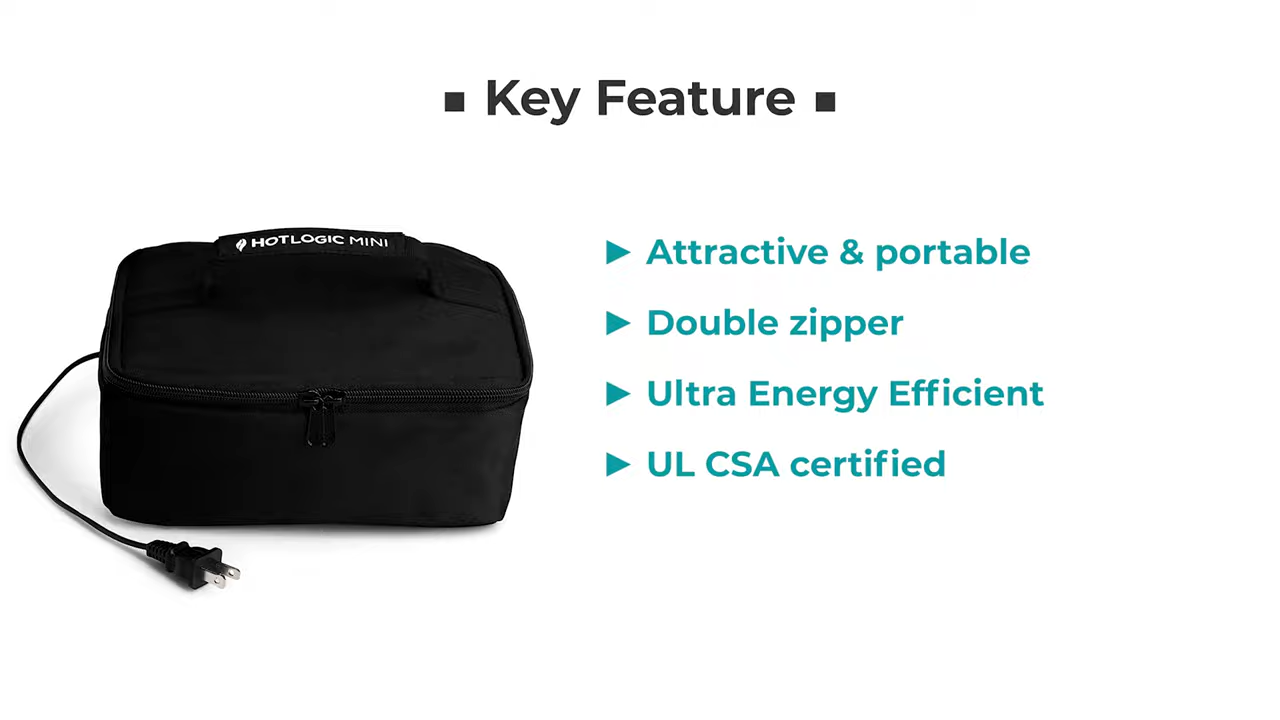 ▪ Key Feature ▪
HOTLOGIC MINI
► Attractive & portable
► Double zipper
► Ultra Energy Efficient
► UL CSA certified